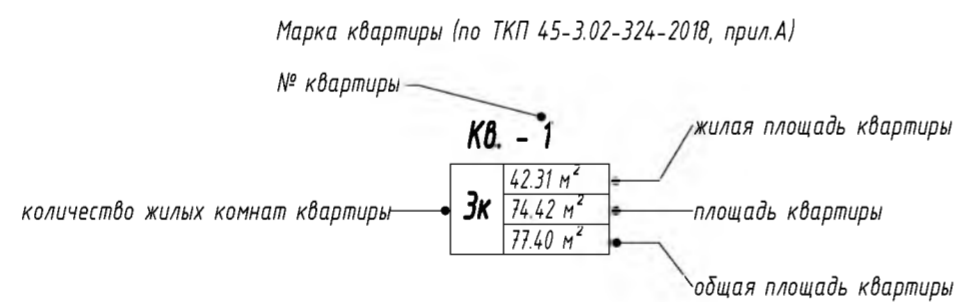 Марка квартиры (по ТКП 45-3.02-324-2018, прил.А)
№ квартиры
Кв. - 1
жилая площадь квартиры
42.31 м²
количество жилых комнат квартиры
3к
74.42 м²
площадь квартиры
77.40 м²
общая площадь квартиры